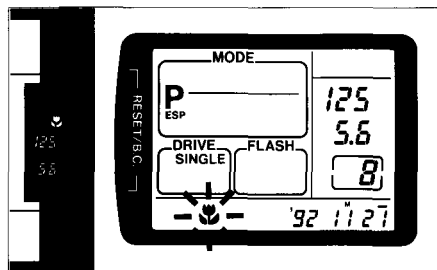 125
5.6
RESET/B.C.
MODE
P
ESP
125
5.6
DRIVE
SINGLE
FLASH
8
'92 11 M 27